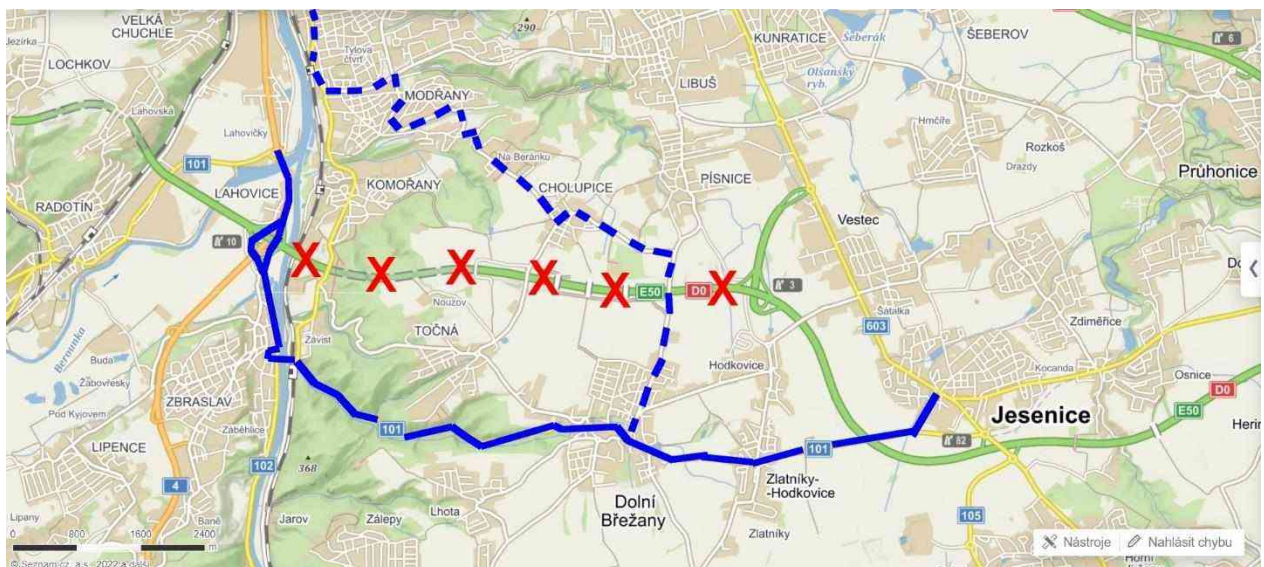 VELKÁ
CHUCHLE
290
KUNRATICE
Šeberák
ŠEBEROV
6
Jezírka
LOCHKOV
Tylova
čtvrť
Olšanský
ryb.
MODŘANY
LIBUŠ
Lahovská
Lahovičky
Hrnčíře
Rozkoš
Drazdy
101
Na Beránku
LAHOVICE
KOMOŘANY
CHOLUPICE
PÍSNICE
Průhonice
RADOTÍN
Vestec
10
X X X X X X
E50
D0
3
Nouzov
TOČNÁ
Šátalka
Zdiměřice
Berounka
Buda
Závist
603
Žabovřesky
Hodkovice
Kocanda
Osnice
D0
Pod Kyjovem
ZBRASLAV
Jesenice
E50
Záběhlice
101
101
82
LIPENCE
102
368
Zlatníky-
-Hodkovice
4
Dolní
Břežany
105
Lipany
Baně
Jarov
Zálepy
Lhota
Zlatníky
0 800 1600 2400
m
Nástroje
Nahlásit chybu
© Seznam.cz, a.s., 2022 a další